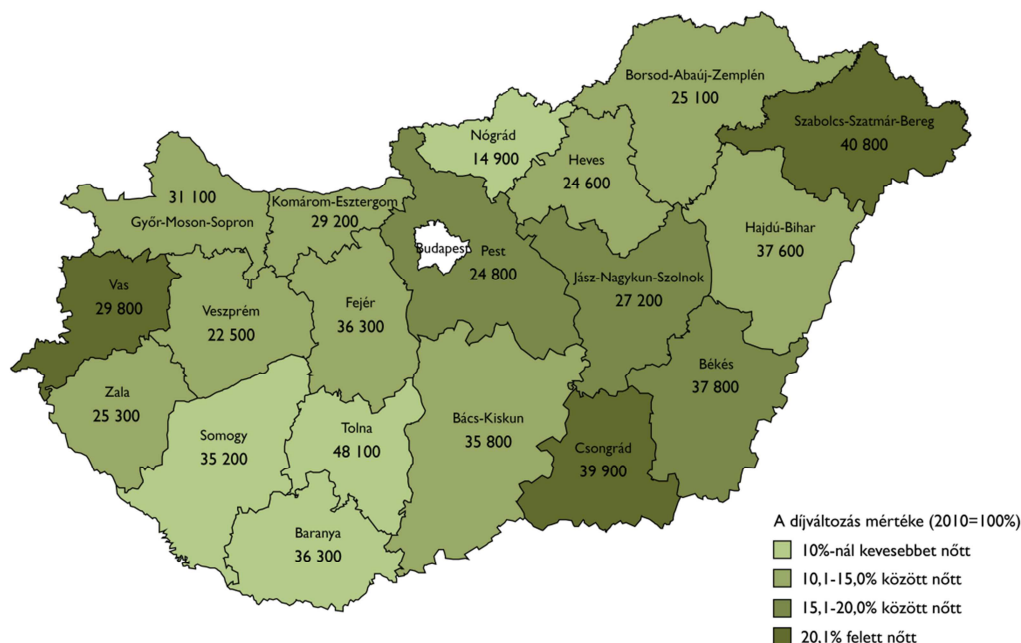 Borsod-Abaúj-Zemplén
25 100
Szabolcs-Szatmár-Bereg
40 800
Nógrád
14 900
Heves
24 600
31 100
Győr-Moson-Sopron
Komárom-Esztergom
29 200
Hajdú-Bihar
37 600
Budapest
Pest
24 800
Jász-Nagykun-Szolnok
27 200
Vas
29 800
Veszprém
22 500
Fejér
36 300
Békés
37 800
Zala
25 300
Bács-Kiskun
35 800
Somogy
35 200
Tolna
48 100
Csongrád
39 900
Baranya
36 300
A díjváltozás mértéke (2010=100%)
10%-nál kevesebbet nőtt
10,1-15,0% között nőtt
15,1-20,0% között nőtt
20,1% felett nőtt